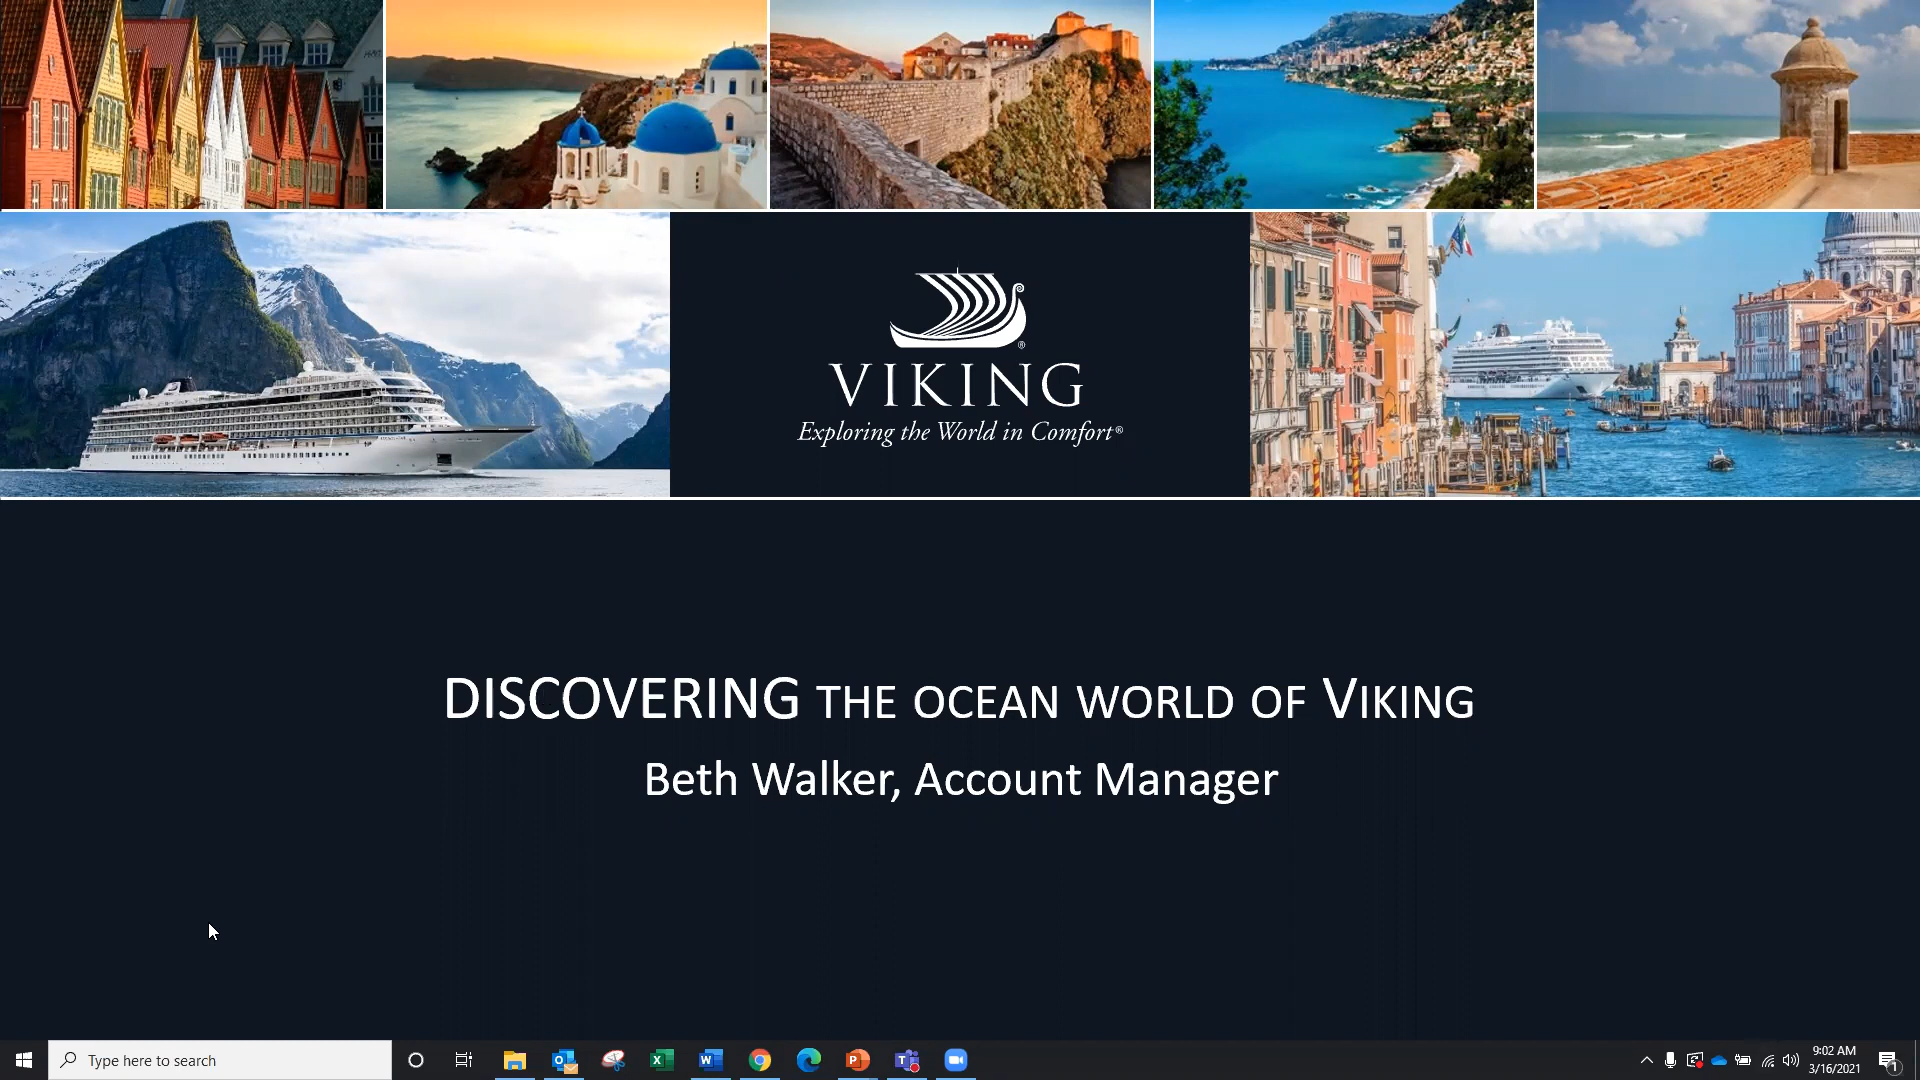 VIKING
Exploring the World in Comfort®
DISCOVERING THE OCEAN WORLD OF VIKING
Beth Walker, Account Manager
Type here to search
9:02 AM
3/16/2021
1